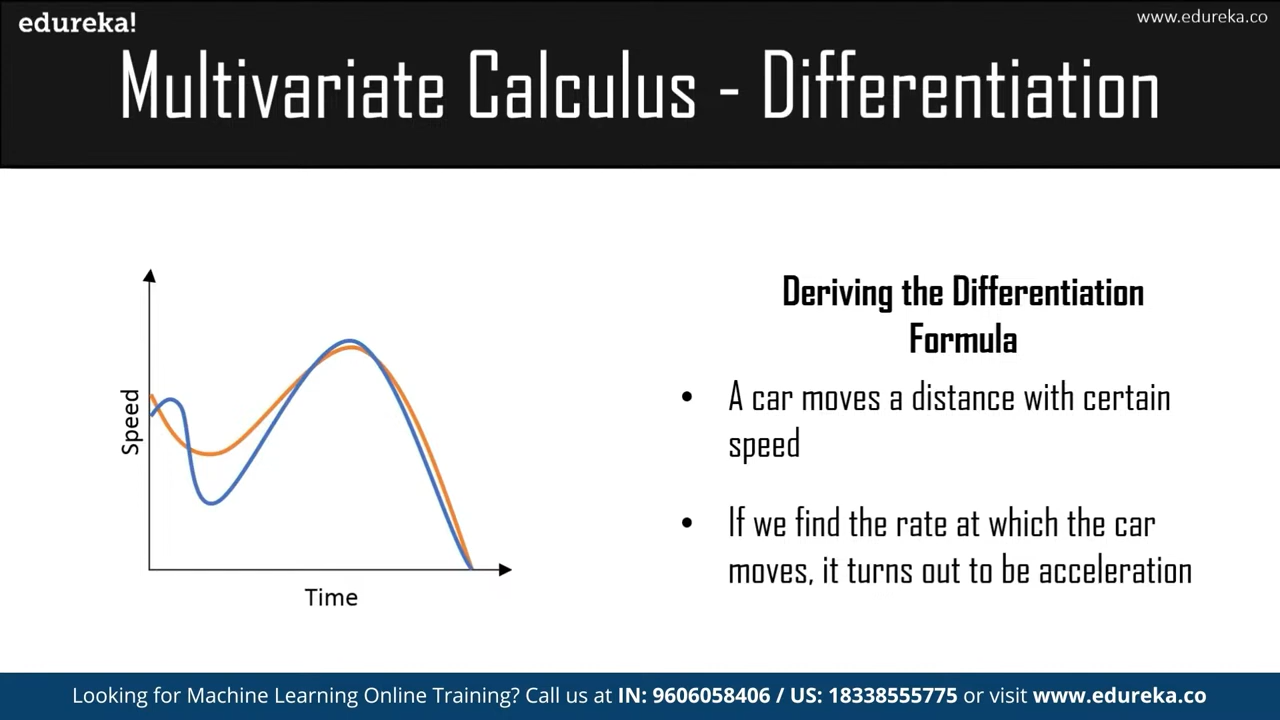 edureka!
www.edureka.co
Multivariate Calculus - Differentiation
Speed
Time
Deriving the Differentiation
Formula
• A car moves a distance with certain
speed
• If we find the rate at which the car
moves, it turns out to be acceleration
Looking for Machine Learning Online Training? Call us at IN: 9606058406 / US: 18338555775 or visit www.edureka.co